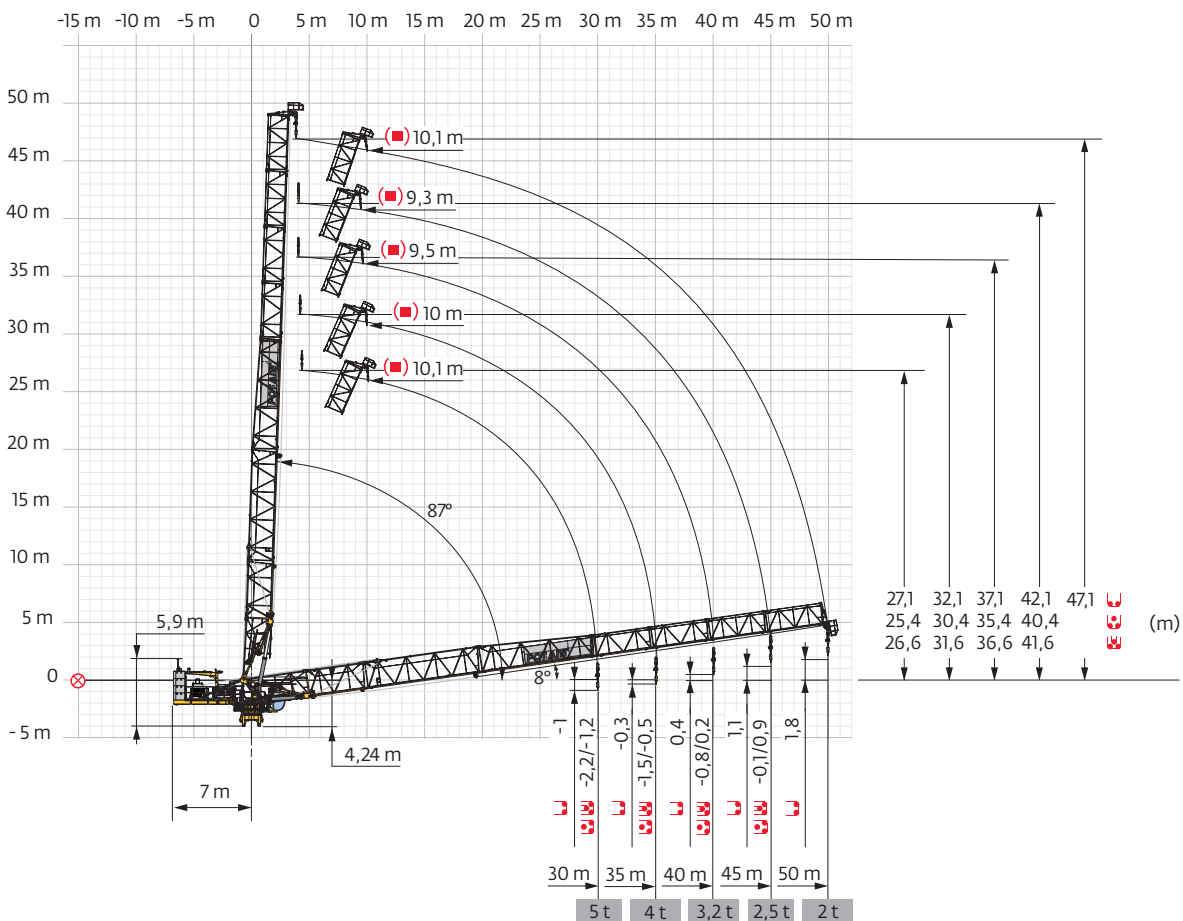 -15 m -10 m -5 m 0 5 m 10 m 15 m 20 m 25 m 30 m 35 m 40 m 45 m 50 m
50 m
10,1 m
45 m
9,3 m
40 m
9,5 m
35 m
10 m
30 m
10,1 m
25 m
20 m
87°
15 m
10 m
27,1 32,1 37,1 42,1 47,1
25,4 30,4 35,4 40,4 (m)
26,6 31,6 36,6 41,6
5,9 m
5 m
POTAIN
8°
0
-5 m
4,24 m
7 m
-1 -2,2/-1,2 -0,3 -1,5/-0,5 0,4 -0,8/0,2 1,1 -0,1/0,9 1,8
30 m 35 m 40 m 45 m 50 m
5 t 4 t 3,2 t 2,5 t 2 t